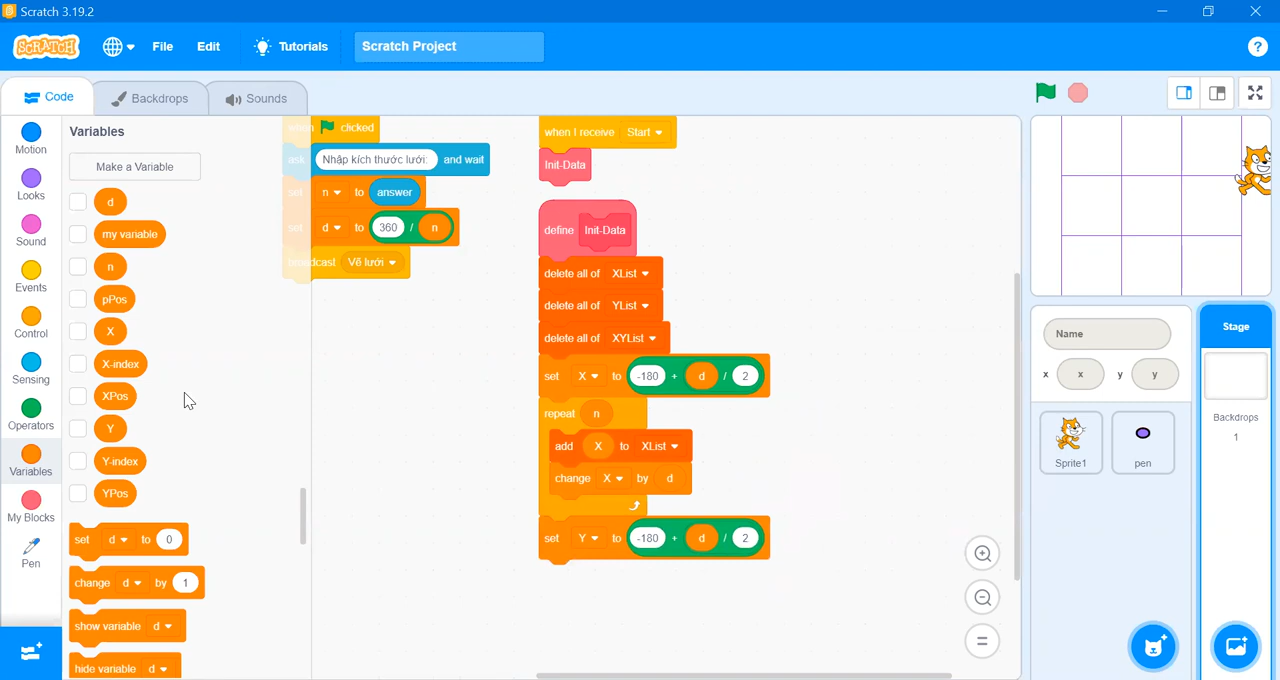 Scratch 3.19.2
SCRATCH File Edit Tutorials Scratch Project ?
Code Backdrops Sounds
Motion
Looks
Sound
Events
Control
Sensing
Operators
Variables
My Blocks
Pen
Variables
Make a Variable
d
my variable
n
pPos
X
X-index
XPos
Y
Y-index
YPos
set d to 0
change d by 1
show variable d
hide variable d
when clicked
ask Nhập kích thước lưới: and wait
set n to answer
set d to 360 / n
broadcast Vẽ lưới
when I receive Start
Init-Data
define Init-Data
delete all of XList
delete all of YList
delete all of XYList
set X to -180 + d / 2
repeat n
add X to XList
change X by d
set Y to -180 + d / 2
Name
x x y y
Sprite1
pen
Stage
Backdrops
1